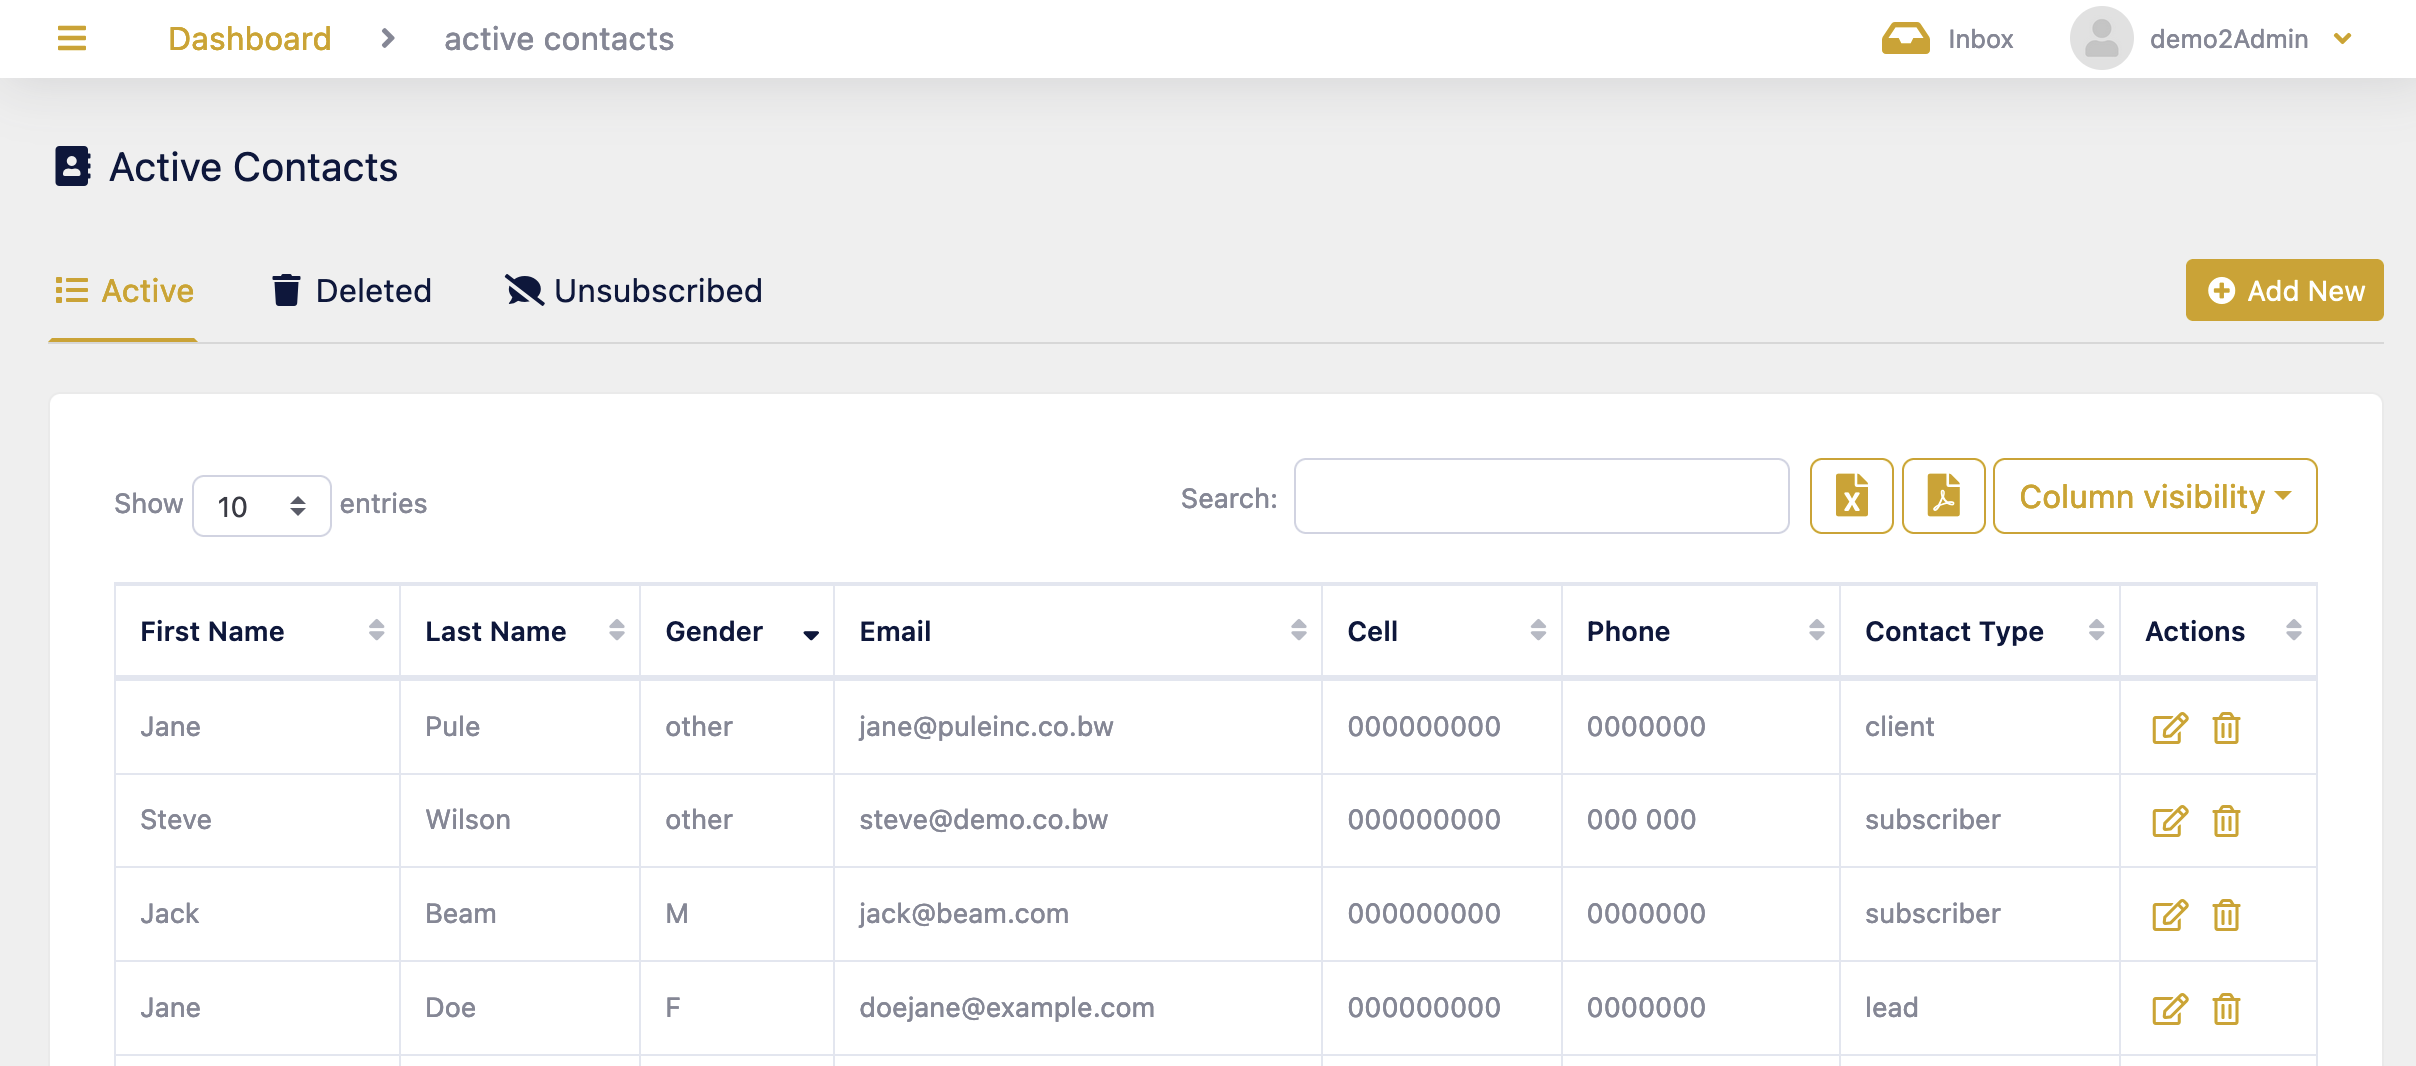 Dashboard > active contacts Inbox demo2Admin
Active Contacts
Active Deleted Unsubscribed Add New
Show 10 entries Search: Column visibility
First Name Last Name Gender Email Cell Phone Contact Type Actions
Jane Pule other jane@puleinc.co.bw 000000000 0000000 client
Steve Wilson other steve@demo.co.bw 000000000 000 000 subscriber
Jack Beam M jack@beam.com 000000000 0000000 subscriber
Jane Doe F doejane@example.com 000000000 0000000 lead